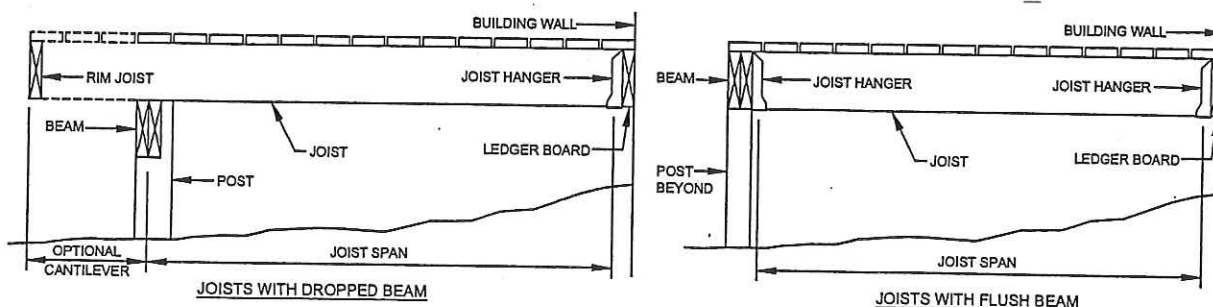 BUILDING WALL
RIM JOIST
JOIST HANGER
BEAM
JOIST
LEDGER BOARD
POST
OPTIONAL
CANTILEVER
JOIST SPAN
JOISTS WITH DROPPED BEAM
BUILDING WALL
BEAM
JOIST HANGER
JOIST HANGER
JOIST
LEDGER BOARD
POST
BEYOND
JOIST SPAN
JOISTS WITH FLUSH BEAM